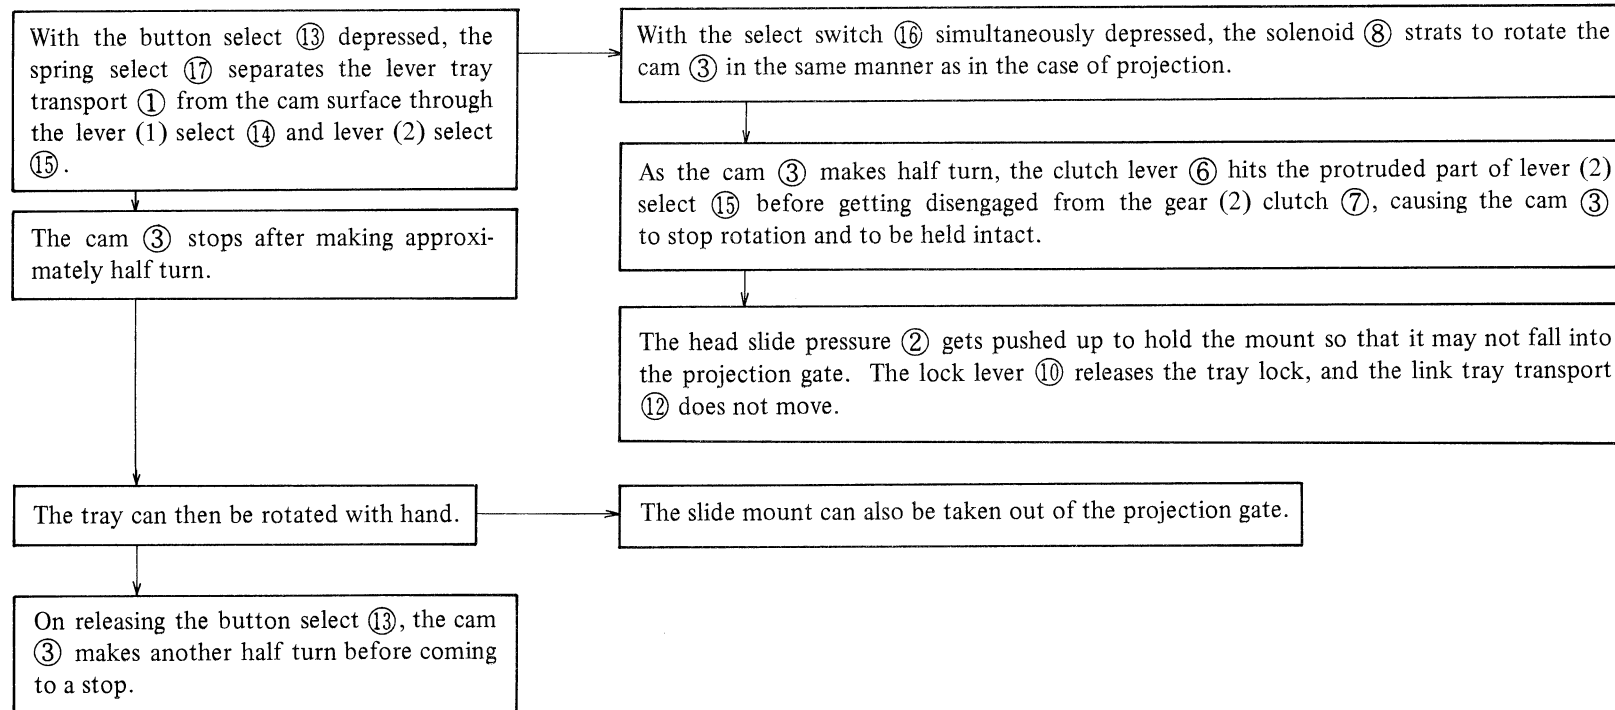 With the button select ⑬ depressed, the
spring select ⑰ separates the lever tray
transport ① from the cam surface through
the lever (1) select ⑭ and lever (2) select
⑮.
With the select switch ⑯ simultaneously depressed, the solenoid ⑧ strats to rotate the
cam ③ in the same manner as in the case of projection.
As the cam ③ makes half turn, the clutch lever ⑥ hits the protruded part of lever (2)
select ⑮ before getting disengaged from the gear (2) clutch ⑦, causing the cam ③
to stop rotation and to be held intact.
The cam ③ stops after making approxi-
mately half turn.
The head slide pressure ② gets pushed up to hold the mount so that it may not fall into
the projection gate. The lock lever ⑩ releases the tray lock, and the link tray transport
⑫ does not move.
The tray can then be rotated with hand.
The slide mount can also be taken out of the projection gate.
On releasing the button select ⑬, the cam
③ makes another half turn before coming
to a stop.